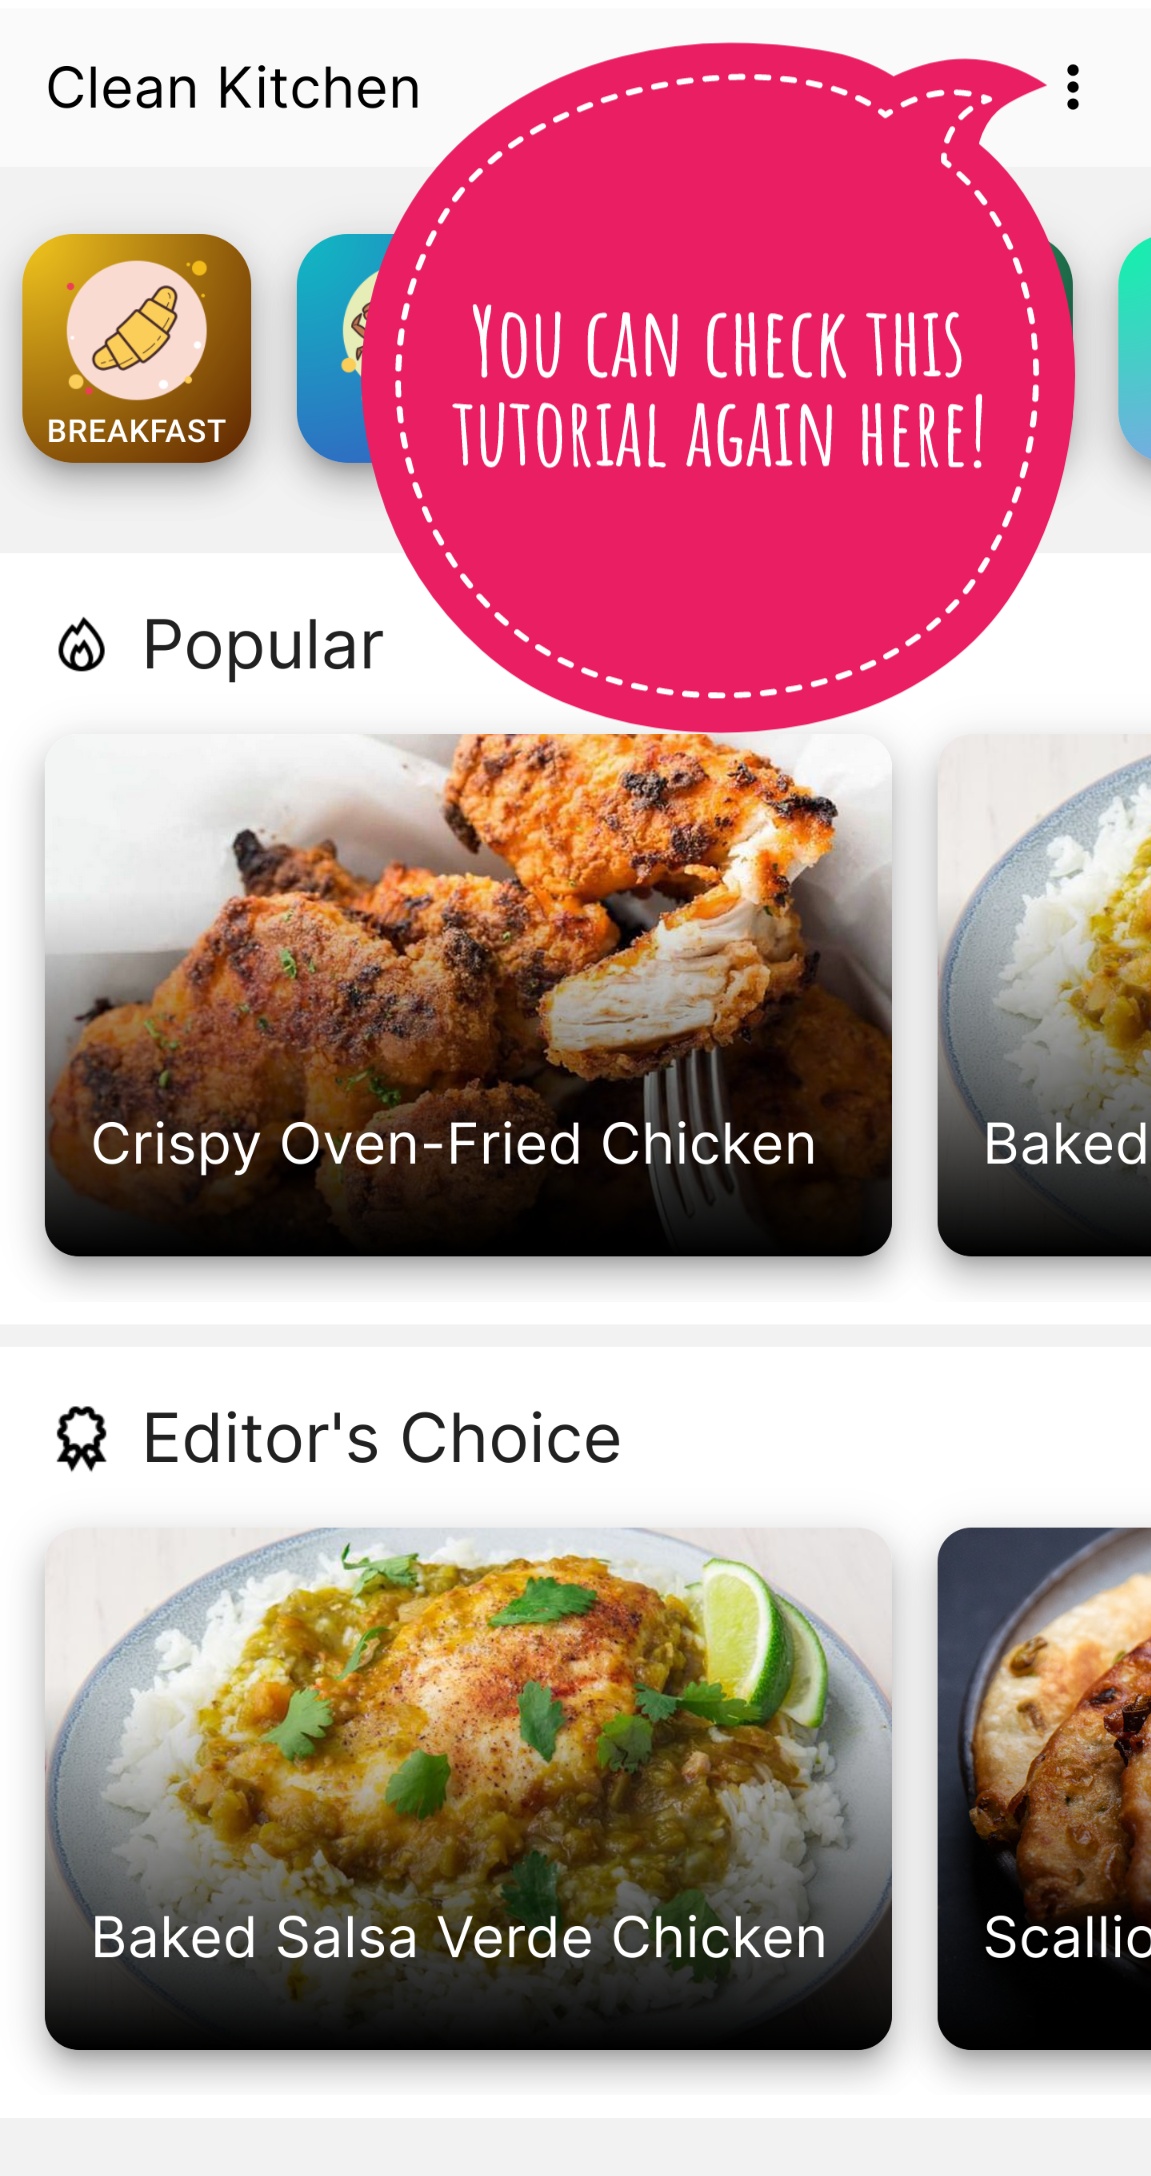 Clean Kitchen
YOU CAN CHECK THIS
TUTORIAL AGAIN HERE!
BREAKFAST
Popular
Crispy Oven-Fried Chicken
Baked
Editor's Choice
Baked Salsa Verde Chicken